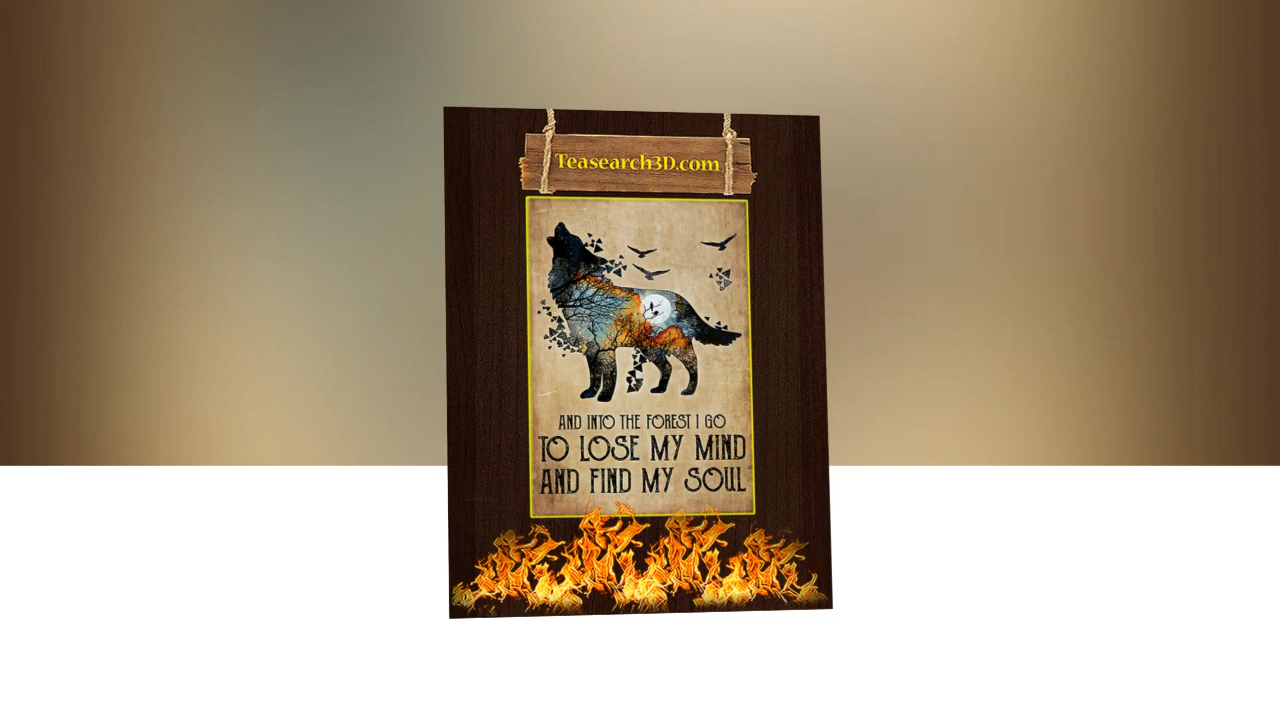 Teasearch3D.com
AND INTO THE FOREST I GO
TO LOSE MY MIND
AND FIND MY SOUL